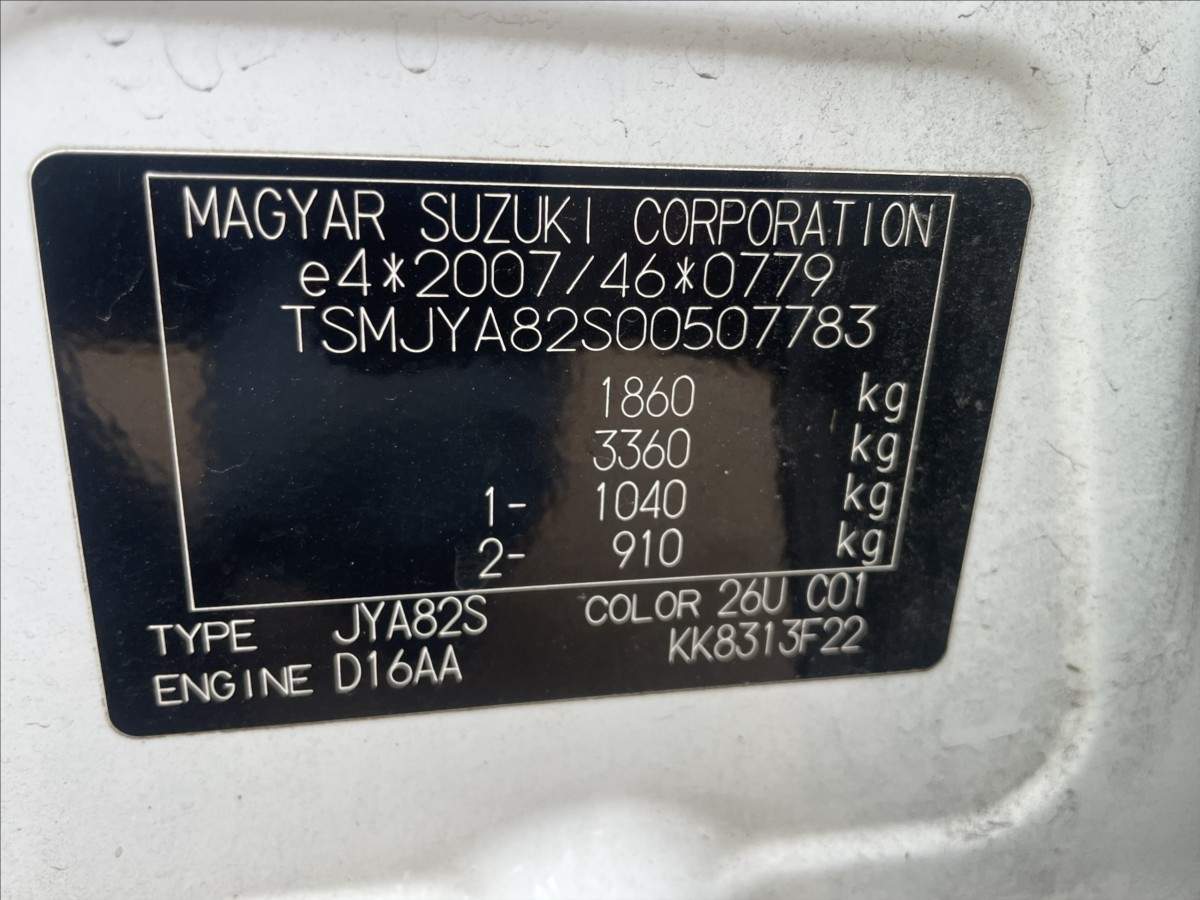 MAGYAR SUZUKI CORPORATION
e4*2007/46*0779
TSMJYA82S00507783
1860 kg
3360 kg
1- 1040 kg
2- 910 kg
TYPE JYA82S COLOR 26U C01
ENGINE D16AA KK8313F22